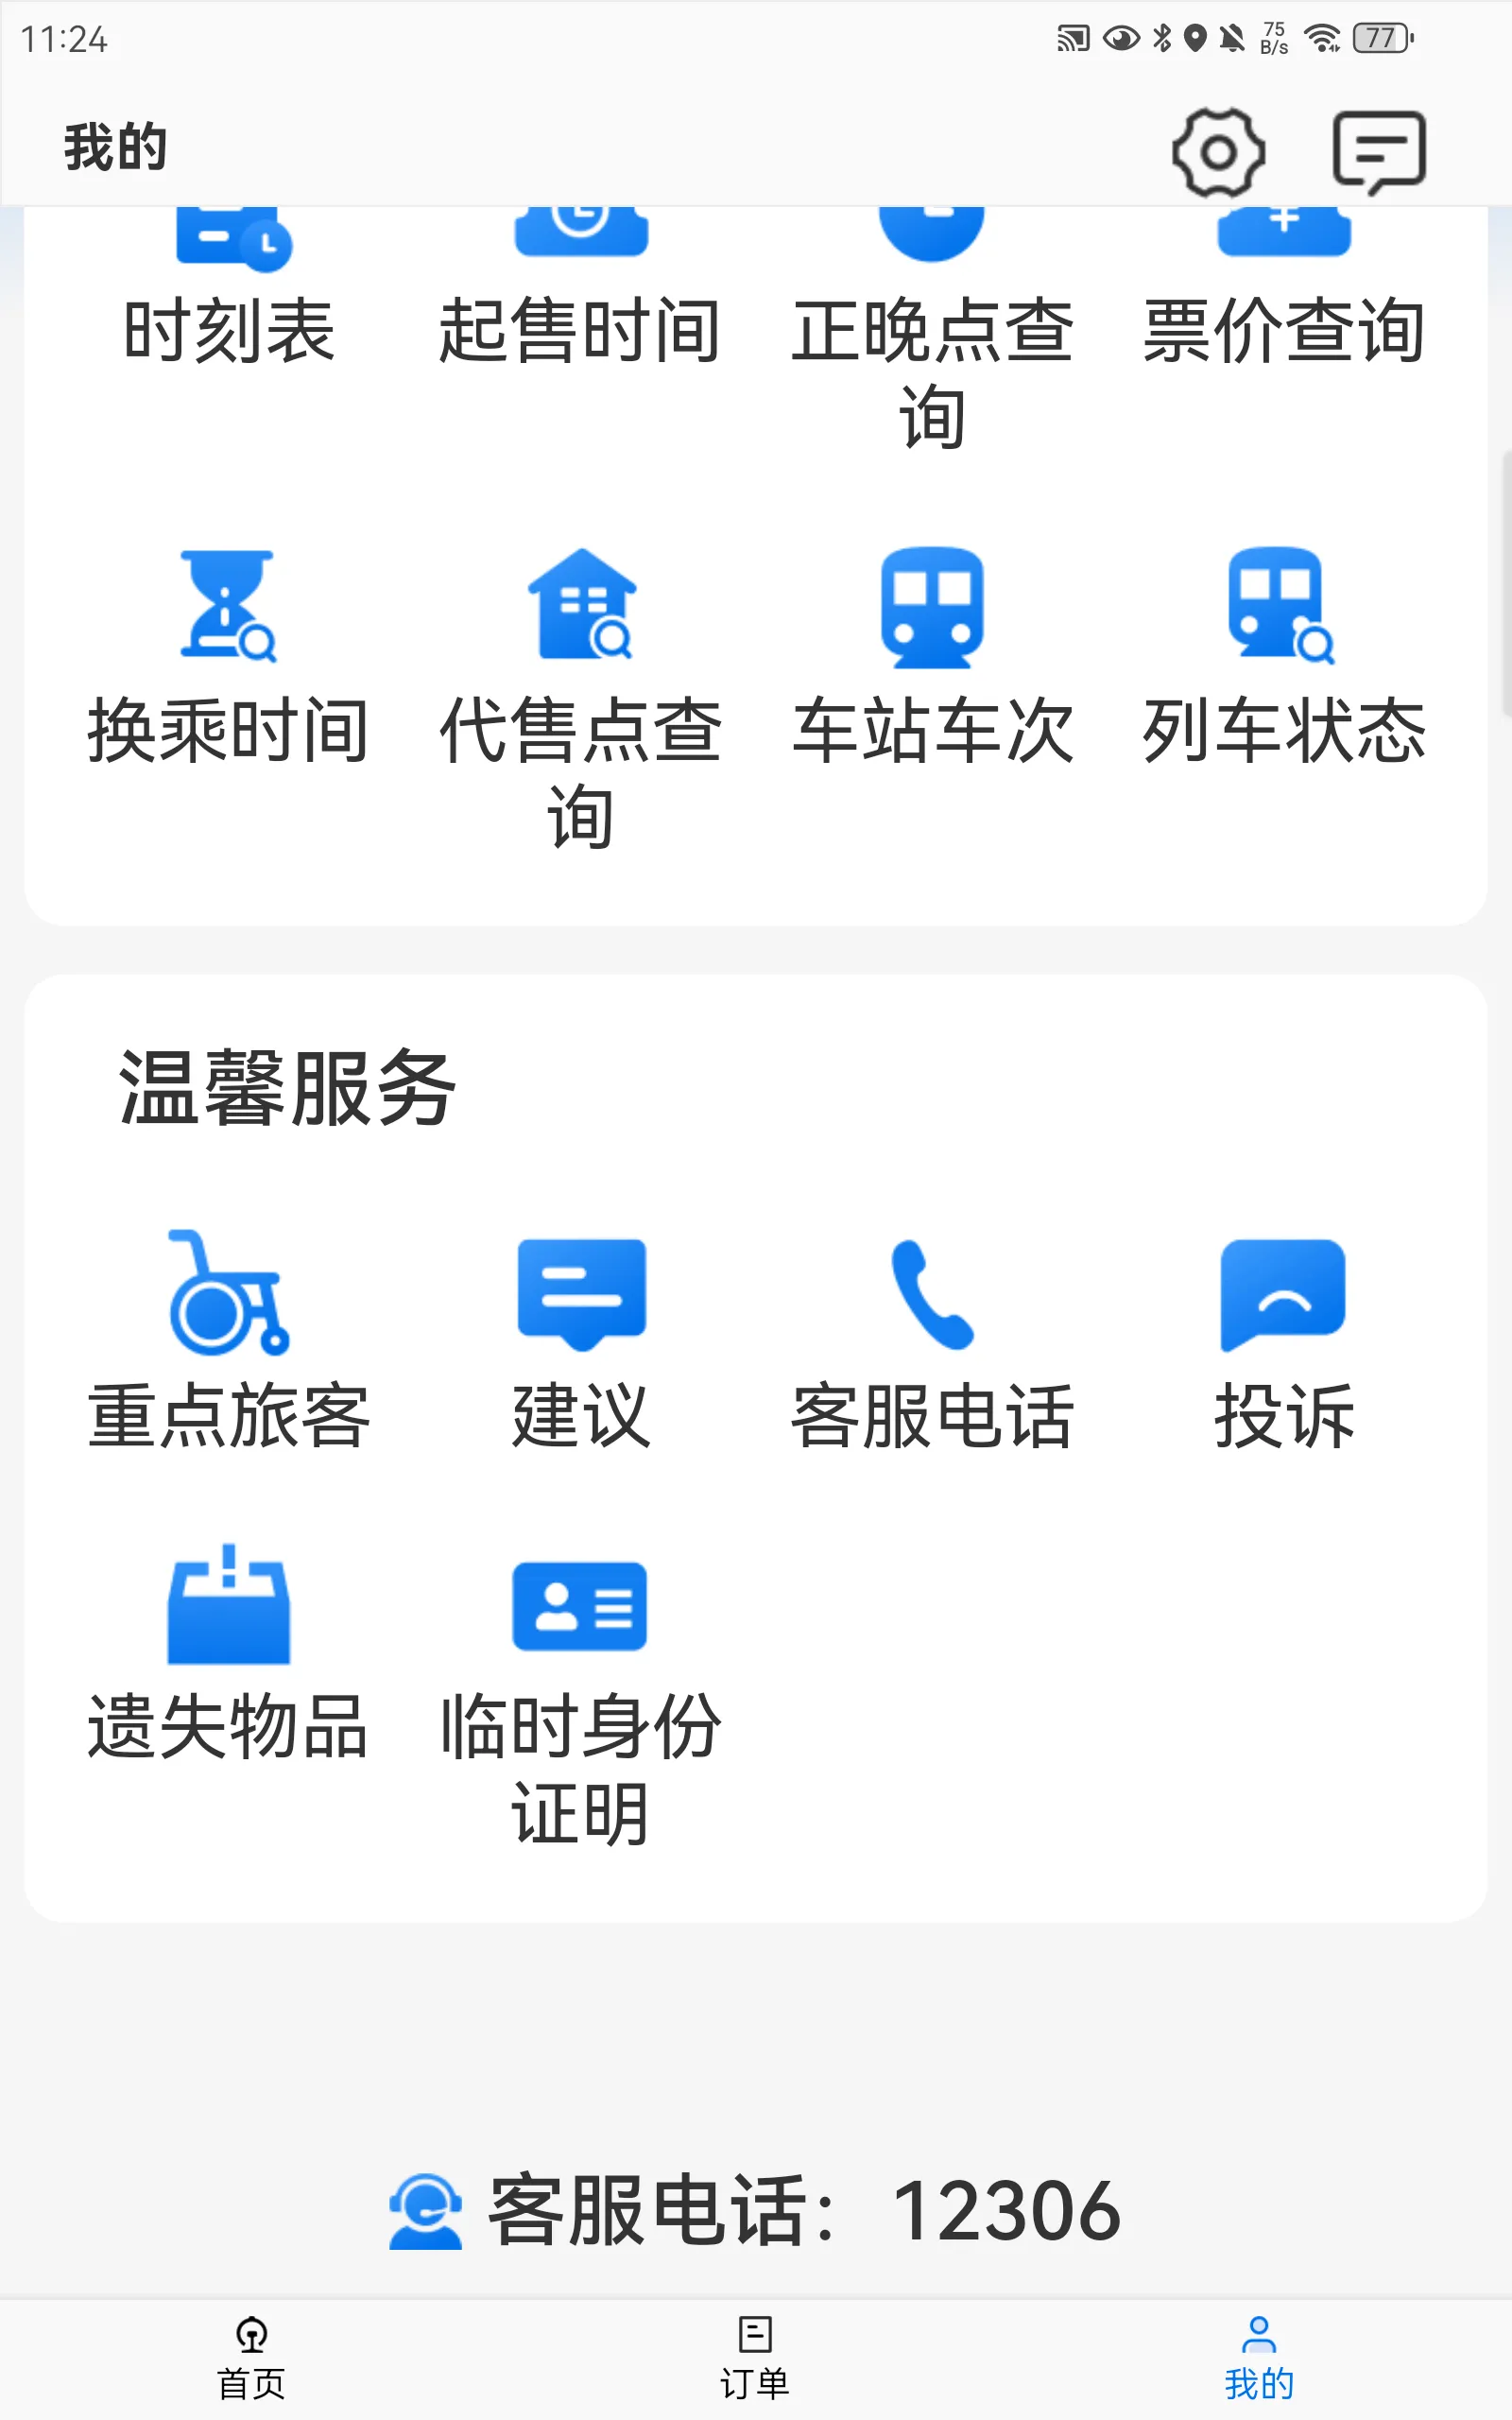 11:24
75
B/s
77
我的
时刻表 起售时间 正晚点查询 票价查询
换乘时间 代售点查询 车站车次 列车状态
温馨服务
重点旅客 建议 客服电话 投诉
遗失物品 临时身份证明
客服电话： 12306
首页 订单 我的